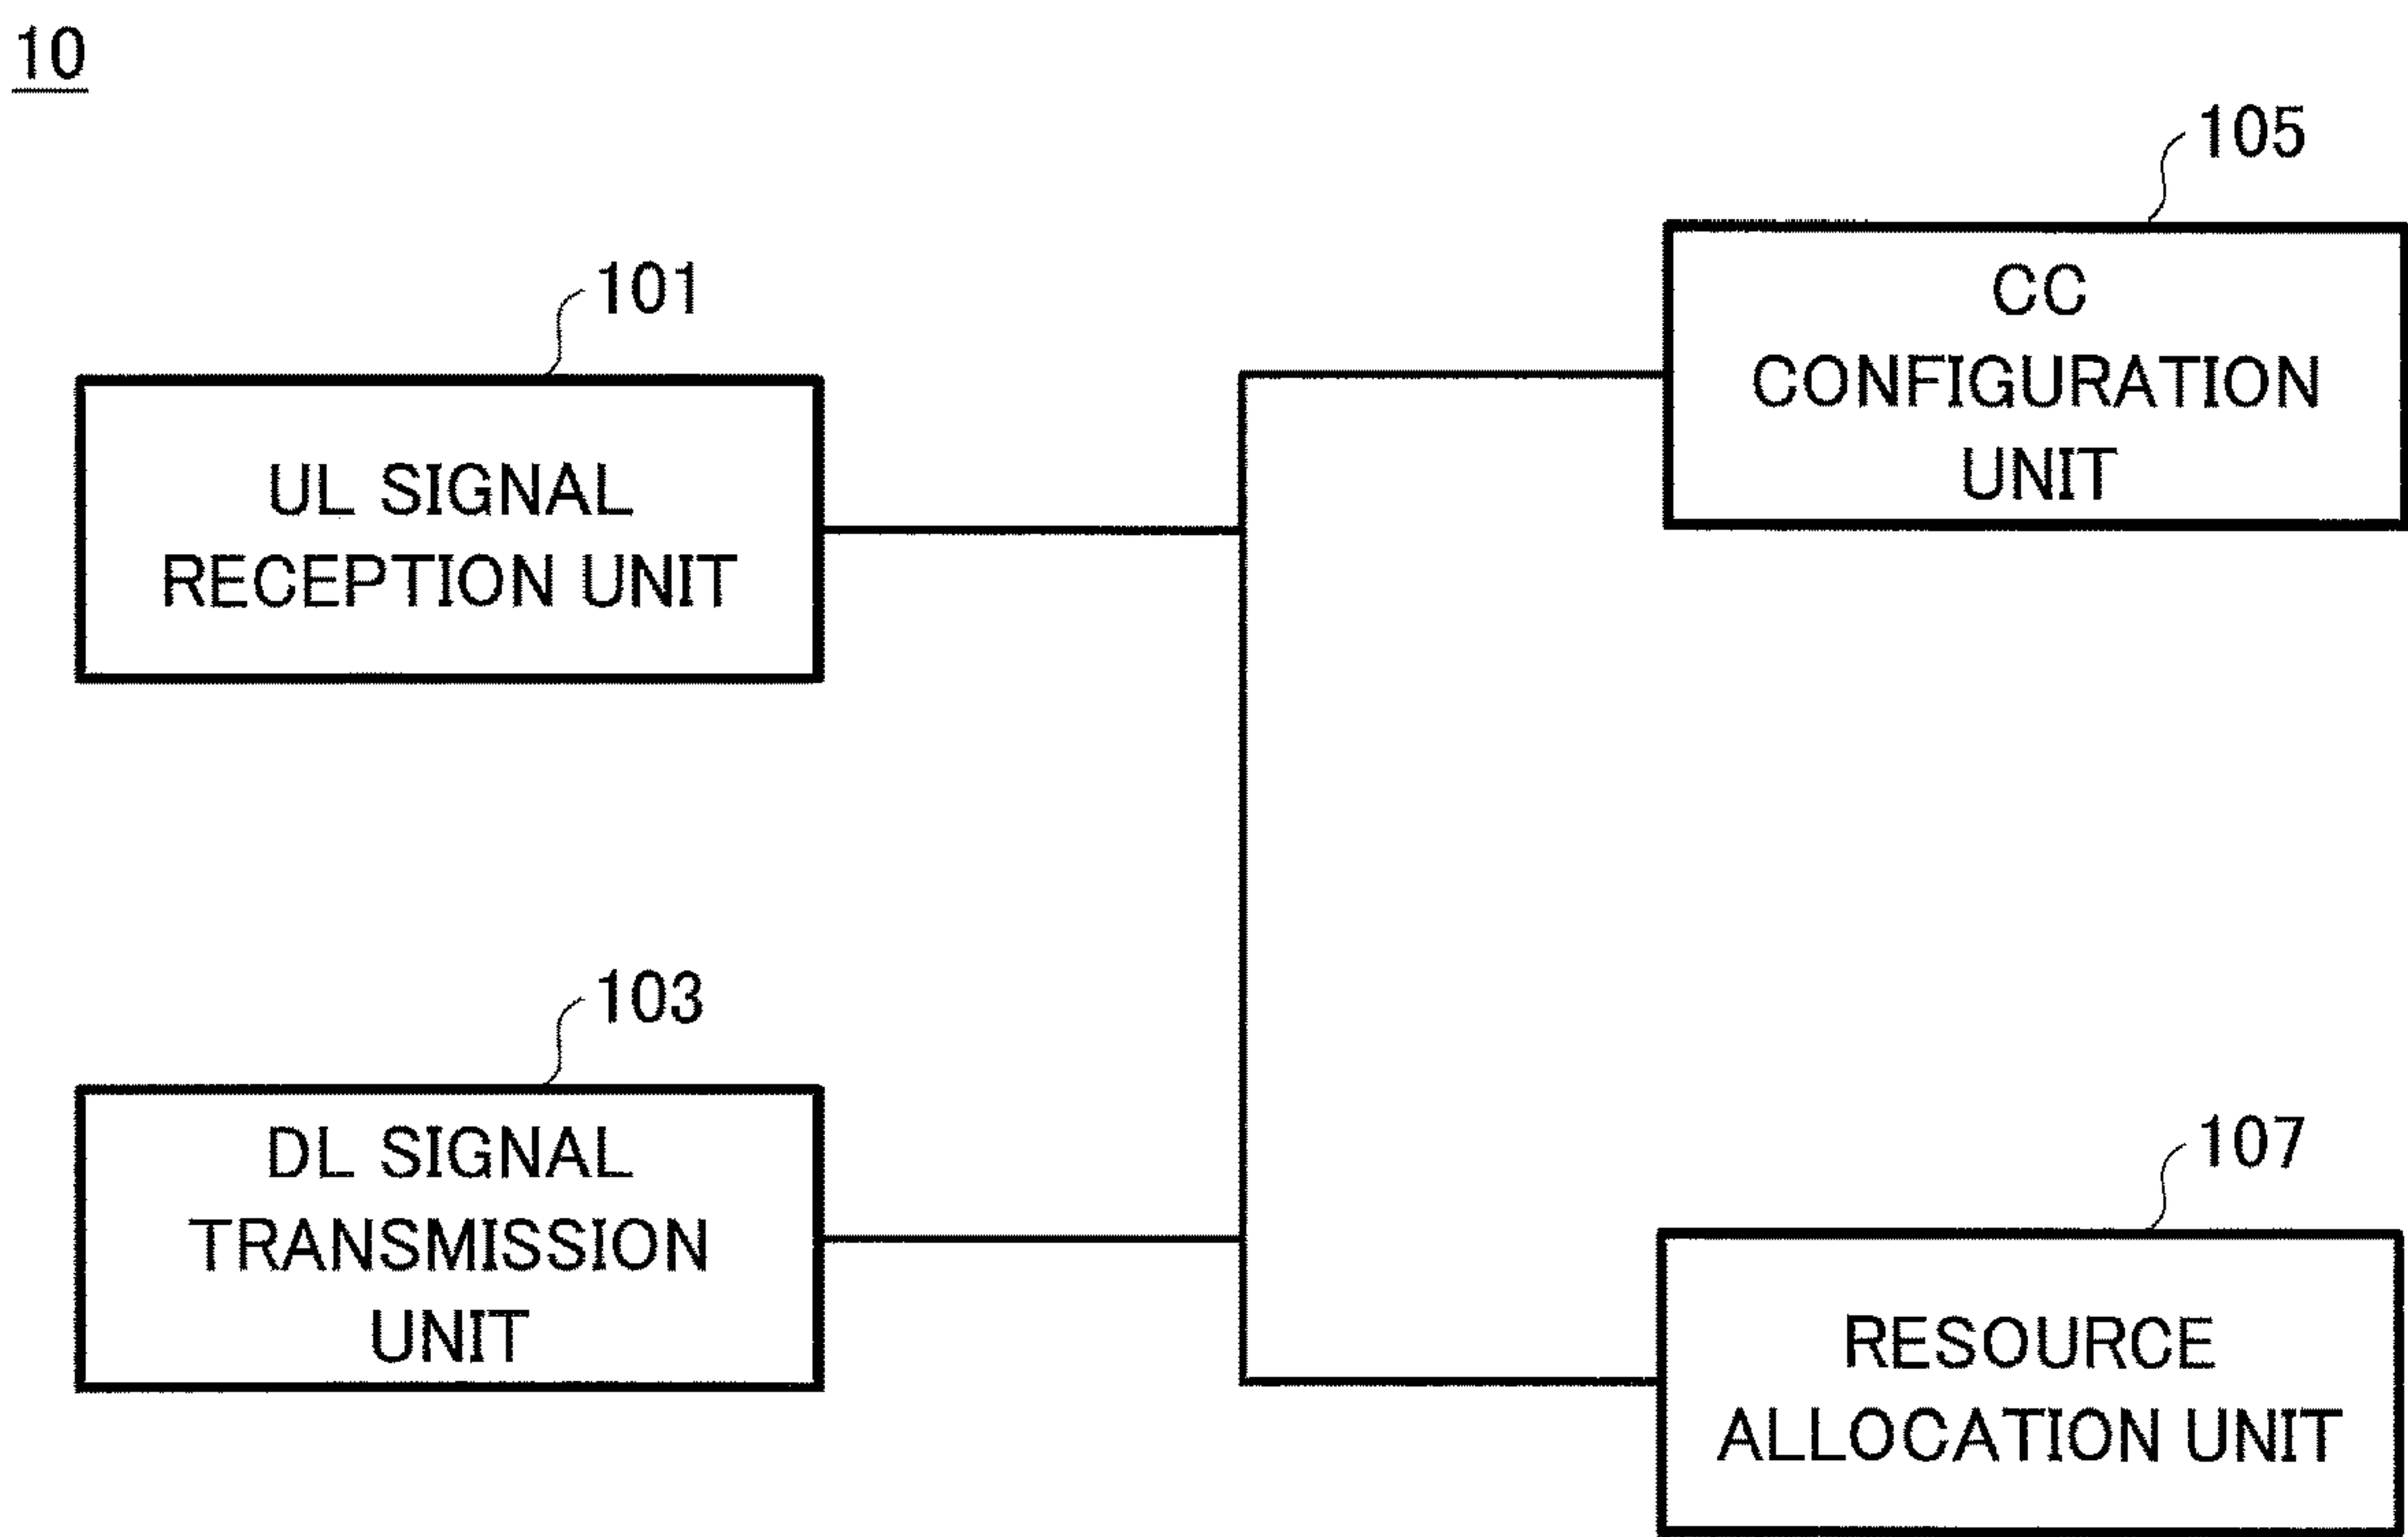 10
101
UL SIGNAL
RECEPTION UNIT
105
CC
CONFIGURATION
UNIT
103
DL SIGNAL
TRANSMISSION
UNIT
107
RESOURCE
ALLOCATION UNIT